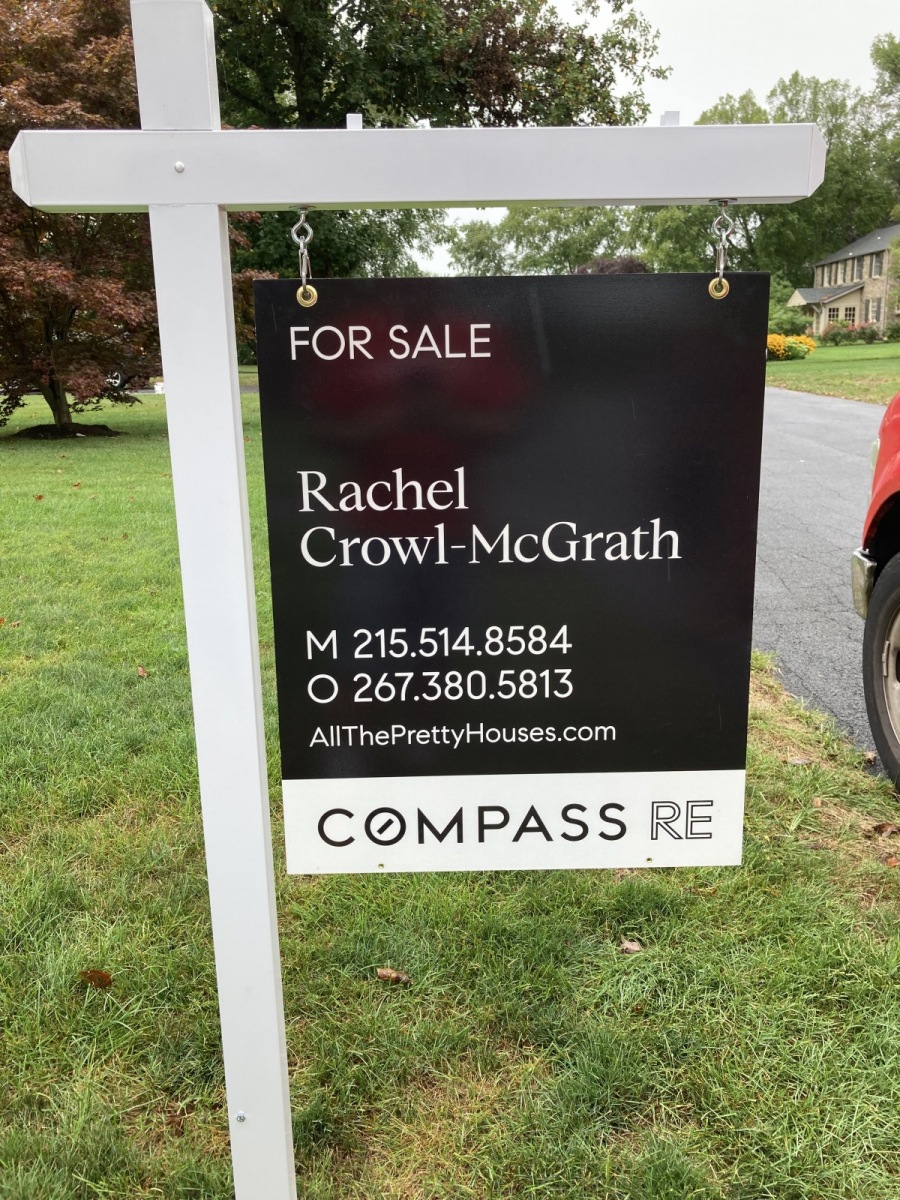 FOR SALE
Rachel
Crowl-McGrath
M 215.514.8584
O 267.380.5813
AllThePrettyHouses.com
COMPASS RE